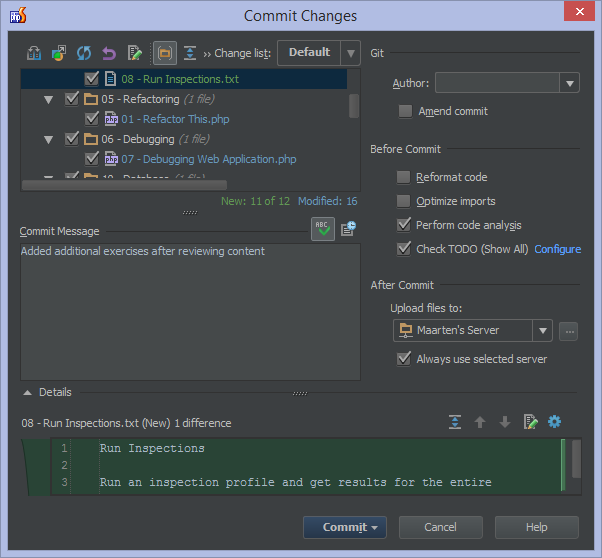 Commit Changes
›› Change list: Default
08 - Run Inspections.txt
05 - Refactoring (1 file)
01 - Refactor This.php
06 - Debugging (1 file)
07 - Debugging Web Application.php
New: 11 of 12 Modified: 16
Commit Message
ABC
Added additional exercises after reviewing content
Git
Author:
Amend commit
Before Commit
Reformat code
Optimize imports
Perform code analysis
Check TODO (Show All) Configure
After Commit
Upload files to:
Maarten's Server
...
Always use selected server
Details
08 - Run Inspections.txt (New) 1 difference
1 Run Inspections
2
3 Run an inspection profile and get results for the entire
Commit
Cancel
Help